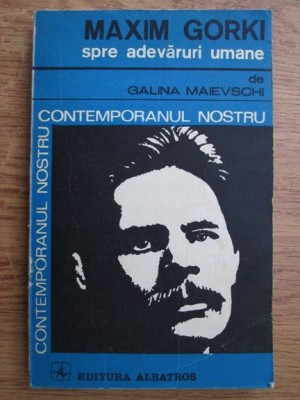 MAXIM GORKI
spre adevăruri umane
de
GALINA MAIEVSCHI
CONTEMPORANUL NOSTRU
CONTEMPORANUL NOSTRU
A EDITURA ALBATROS